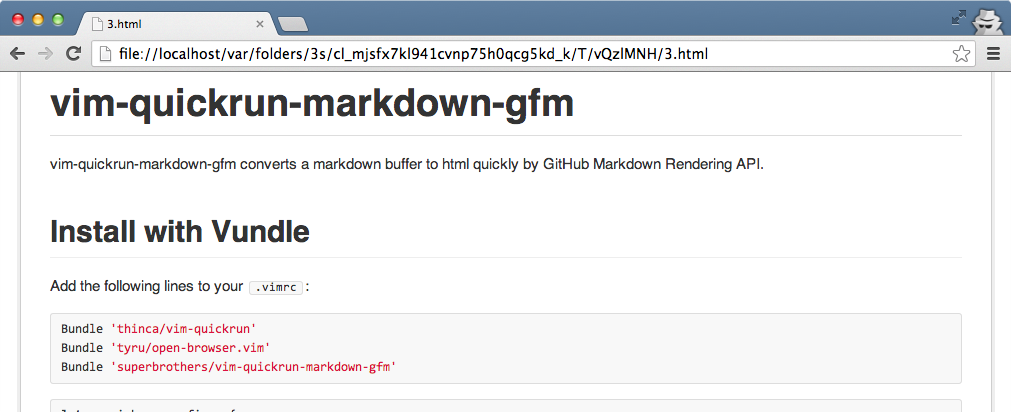 3.html
file://localhost/var/folders/3s/cl_mjsfx7kl941cvnp75h0qcg5kd_k/T/vQzlMNH/3.html
vim-quickrun-markdown-gfm
vim-quickrun-markdown-gfm converts a markdown buffer to html quickly by GitHub Markdown Rendering API.
Install with Vundle
Add the following lines to your .vimrc :
Bundle 'thinca/vim-quickrun'
Bundle 'tyru/open-browser.vim'
Bundle 'superbrothers/vim-quickrun-markdown-gfm'